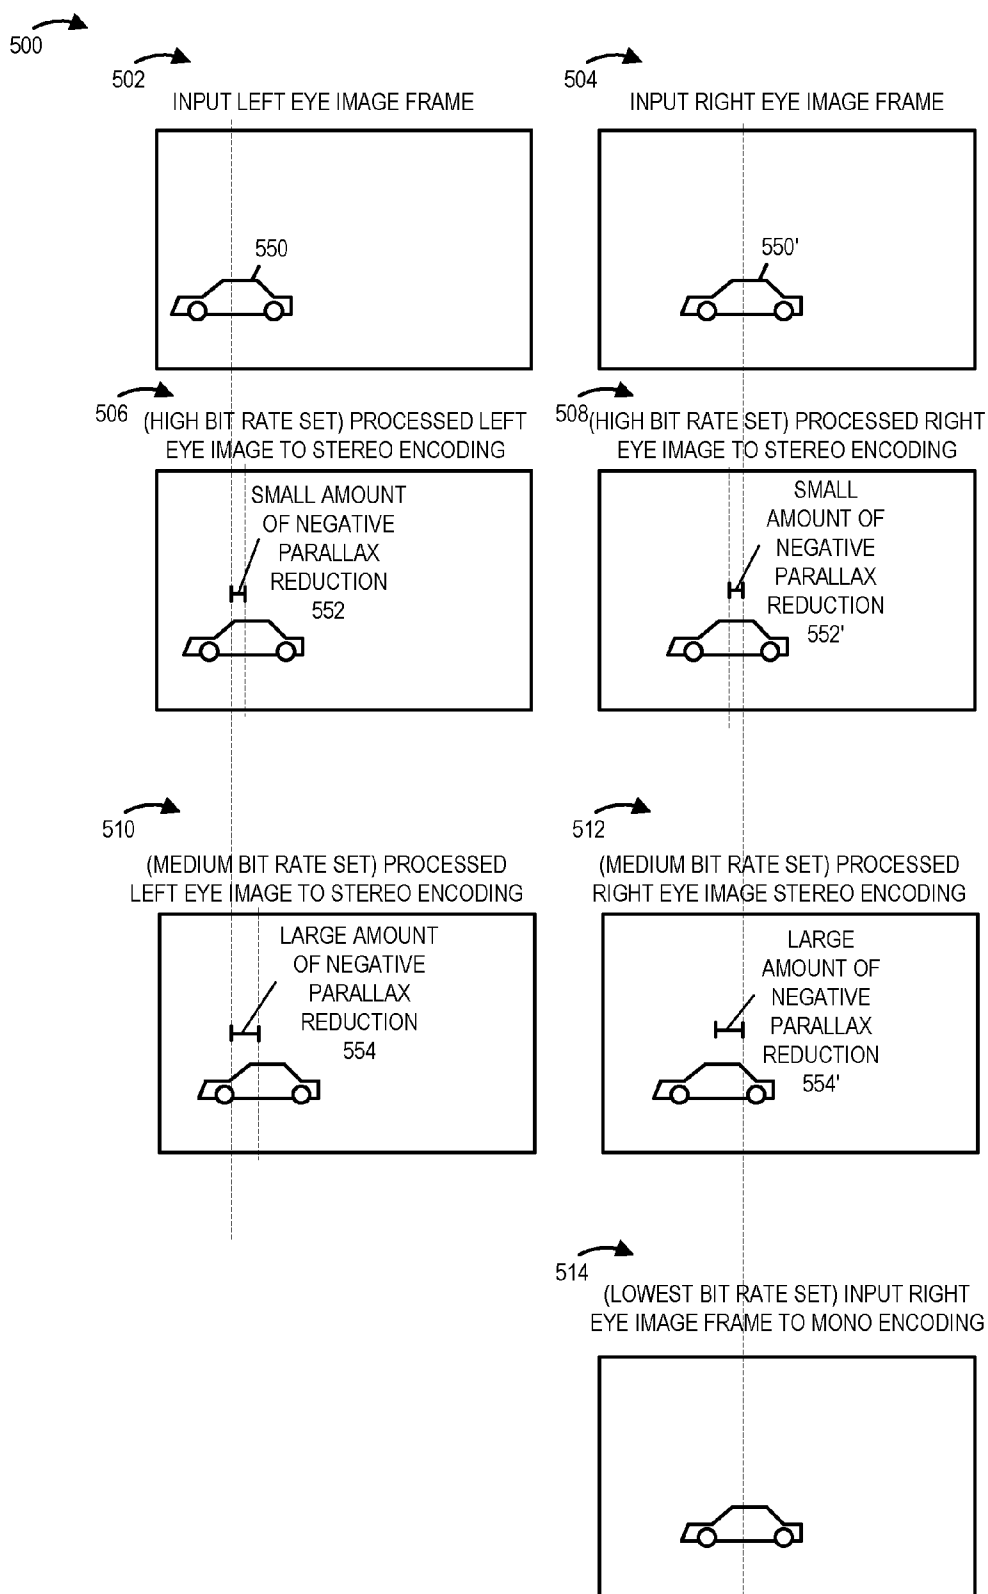 500
502
INPUT LEFT EYE IMAGE FRAME
504
INPUT RIGHT EYE IMAGE FRAME
550
550'
506
(HIGH BIT RATE SET) PROCESSED LEFT
EYE IMAGE TO STEREO ENCODING
508
(HIGH BIT RATE SET) PROCESSED RIGHT
EYE IMAGE TO STEREO ENCODING
SMALL AMOUNT
OF NEGATIVE
PARALLAX
REDUCTION
552
SMALL
AMOUNT OF
NEGATIVE
PARALLAX
REDUCTION
552'
510
(MEDIUM BIT RATE SET) PROCESSED
LEFT EYE IMAGE TO STEREO ENCODING
512
(MEDIUM BIT RATE SET) PROCESSED
RIGHT EYE IMAGE STEREO ENCODING
LARGE AMOUNT
OF NEGATIVE
PARALLAX
REDUCTION
554
LARGE
AMOUNT OF
NEGATIVE
PARALLAX
REDUCTION
554'
514
(LOWEST BIT RATE SET) INPUT RIGHT
EYE IMAGE FRAME TO MONO ENCODING